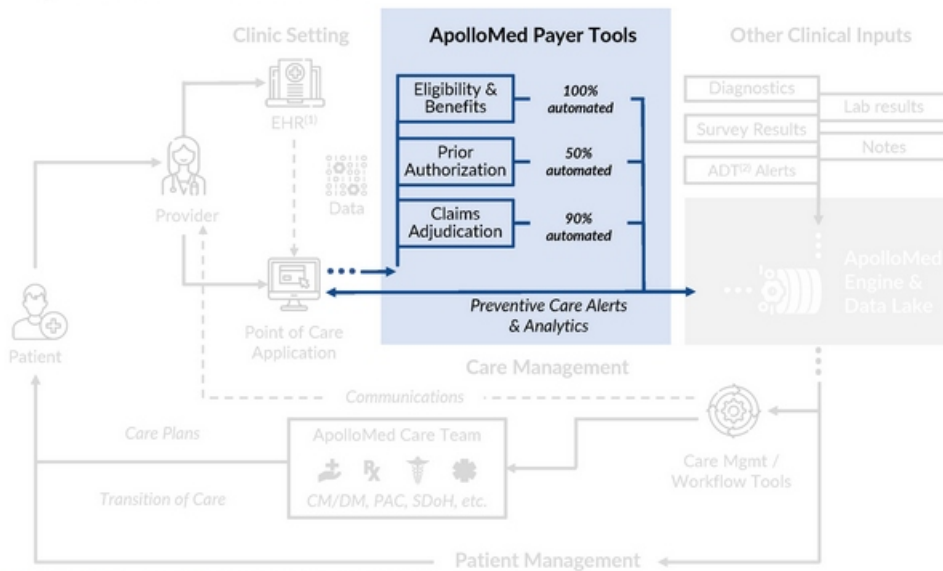 Clinic Setting
ApolloMed Payer Tools
Other Clinical Inputs
EHR(1)
Provider
Data
Point of Care
Application
Patient
Eligibility &
Benefits
100%
automated
Prior
Authorization
50%
automated
Claims
Adjudication
90%
automated
Preventive Care Alerts
& Analytics
Diagnostics
Lab results
Survey Results
Notes
ADT(2) Alerts
ApolloMed
Engine &
Data Lake
Care Management
Communications
Care Plans
ApolloMed Care Team
Rx
CM/DM, PAC, SDoH, etc.
Transition of Care
Care Mgmt /
Workflow Tools
Patient Management